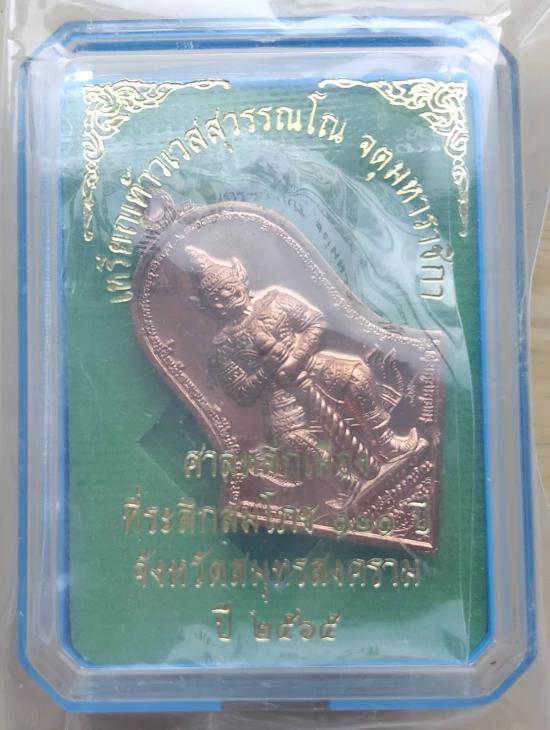 เหรียญท้าวเวสสุวรรณโณ จตุมหาราชิกา
ศาลหลักเมือง
ที่ระลึกสมโภช ๑๒๑ ปี
จังหวัดสมุทรสงคราม
ปี ๒๕๖๕